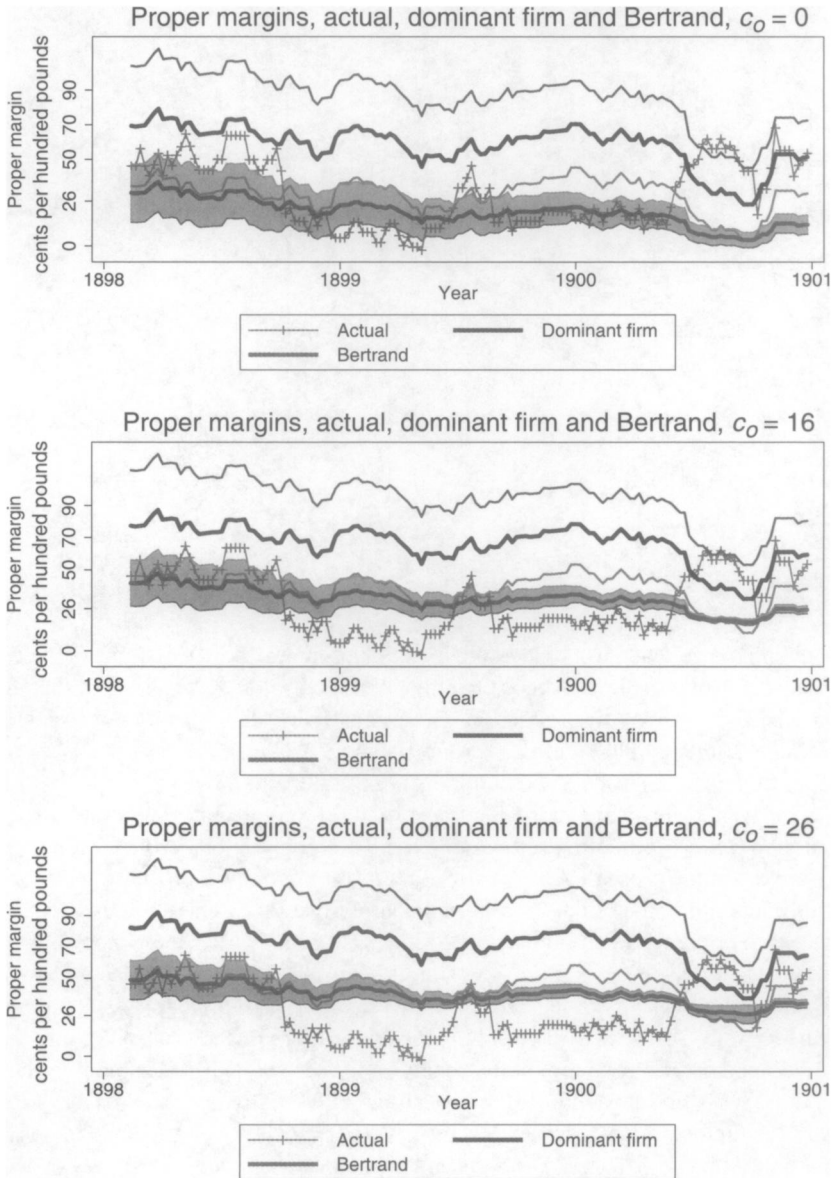 Proper margins, actual, dominant firm and Bertrand, cₒ = 0
Proper margin
cents per hundred pounds
90
70
50
26
0
1898
1899
1900
1901
Year
Actual
Dominant firm
Bertrand
Proper margins, actual, dominant firm and Bertrand, cₒ = 16
Proper margin
cents per hundred pounds
90
70
50
26
0
1898
1899
1900
1901
Year
Actual
Dominant firm
Bertrand
Proper margins, actual, dominant firm and Bertrand, cₒ = 26
Proper margin
cents per hundred pounds
90
70
50
26
0
1898
1899
1900
1901
Year
Actual
Dominant firm
Bertrand